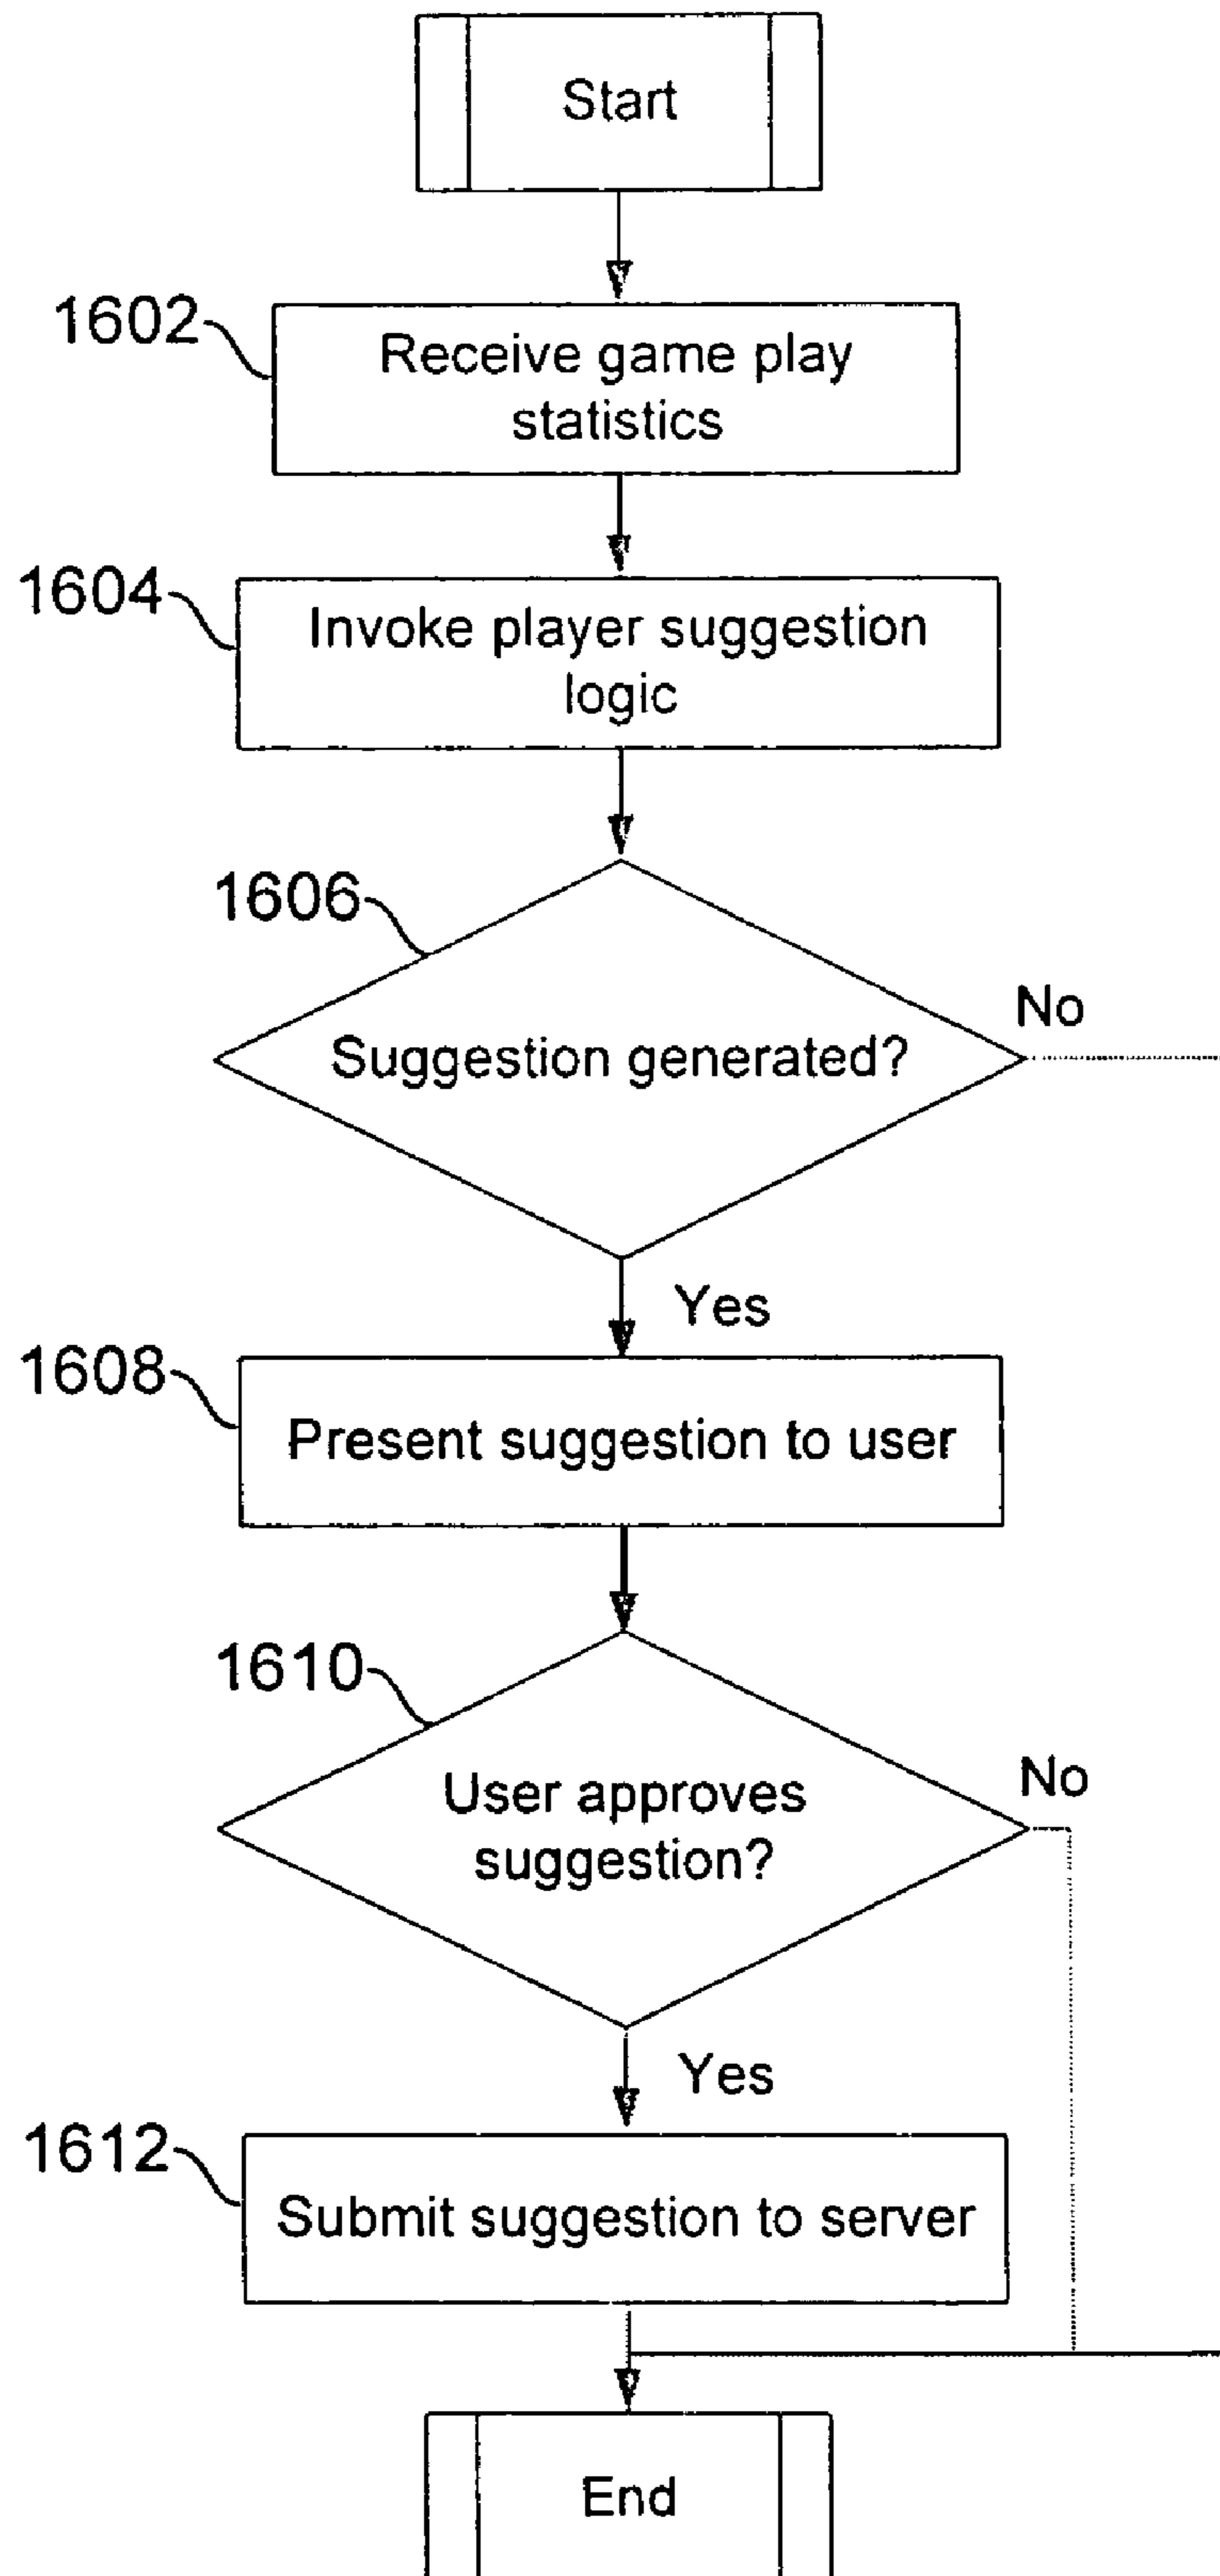 Start
1602
Receive game play
statistics
1604
Invoke player suggestion
logic
1606
No
Suggestion generated?
Yes
1608
Present suggestion to user
1610
No
User approves
suggestion?
Yes
1612
Submit suggestion to server
End